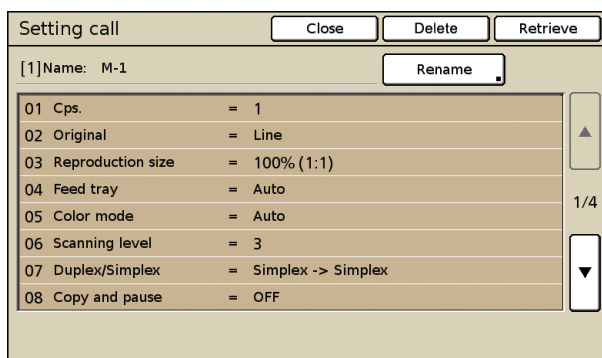 Setting call Close Delete Retrieve
[1]Name: M-1 Rename
01 Cps. = 1
02 Original = Line
03 Reproduction size = 100% (1:1)
04 Feed tray = Auto
05 Color mode = Auto
1/4
06 Scanning level = 3
07 Duplex/Simplex = Simplex -> Simplex
08 Copy and pause = OFF